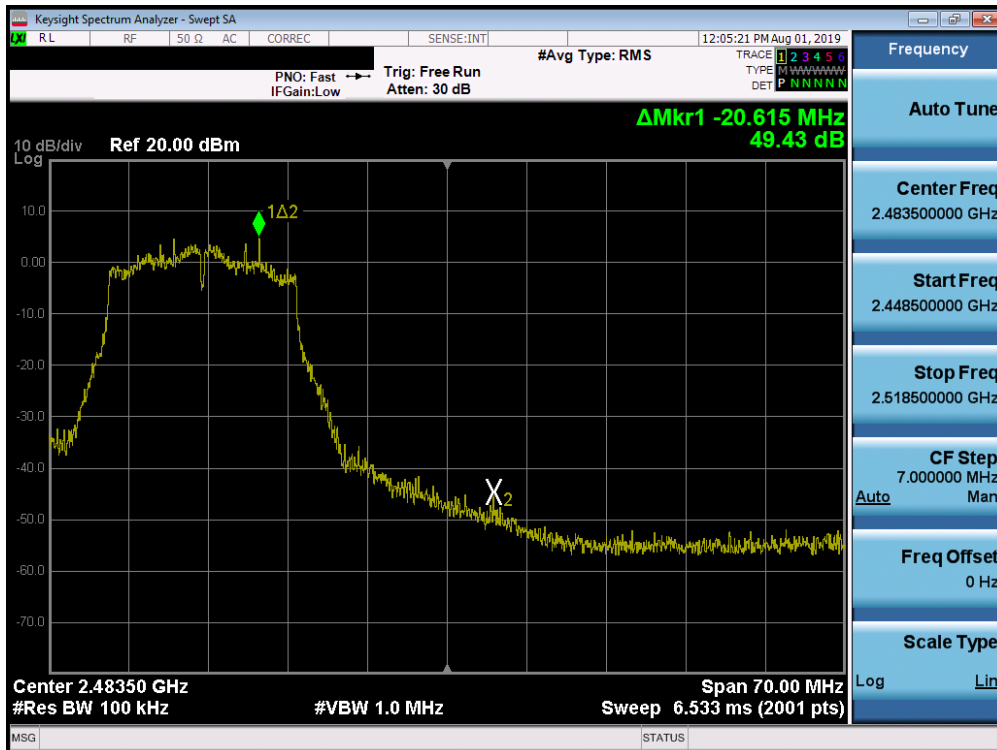 Keysight Spectrum Analyzer - Swept SA
LXI RL RF 50 Ω AC CORREC SENSE:INT 12:05:21 PM Aug 01, 2019
PNO: Fast
IFGain:Low
Trig: Free Run
Atten: 30 dB
#Avg Type: RMS
TRACE 1 2 3 4 5 6
TYPE M WWWWW
DET P N N N N N
ΔMkr1 -20.615 MHz
49.43 dB
10 dB/div Ref 20.00 dBm
Log
1Δ2
10.0
0.00
-10.0
-20.0
-30.0
-40.0
X2
-50.0
-60.0
-70.0
Center 2.48350 GHz Span 70.00 MHz
#Res BW 100 kHz #VBW 1.0 MHz Sweep 6.533 ms (2001 pts)
MSG STATUS
Frequency
Auto Tune
Center Freq
2.483500000 GHz
Start Freq
2.448500000 GHz
Stop Freq
2.518500000 GHz
CF Step
7.000000 MHz
Auto Man
Freq Offset
0 Hz
Scale Type
Log Lin